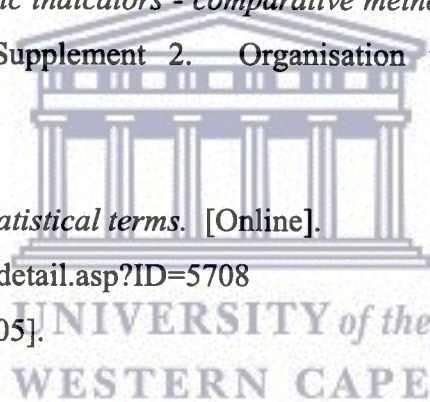 ic indicators - comparative metho
Supplement 2. Organisation
atistical terms. [Online].
detail.asp?ID=5708
05].
UNIVERSITY of the
WESTERN CAPE